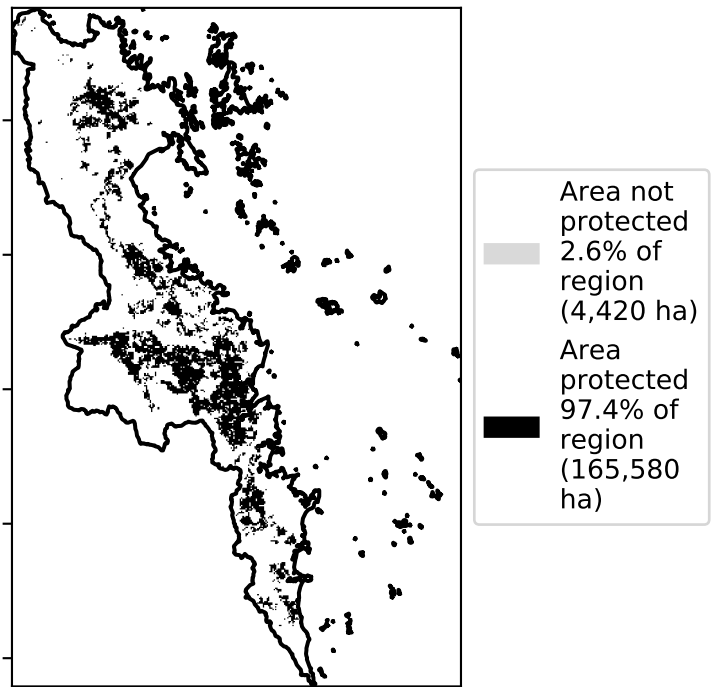 Area not
protected
2.6% of
region
(4,420 ha)
Area
protected
97.4% of
region
(165,580
ha)